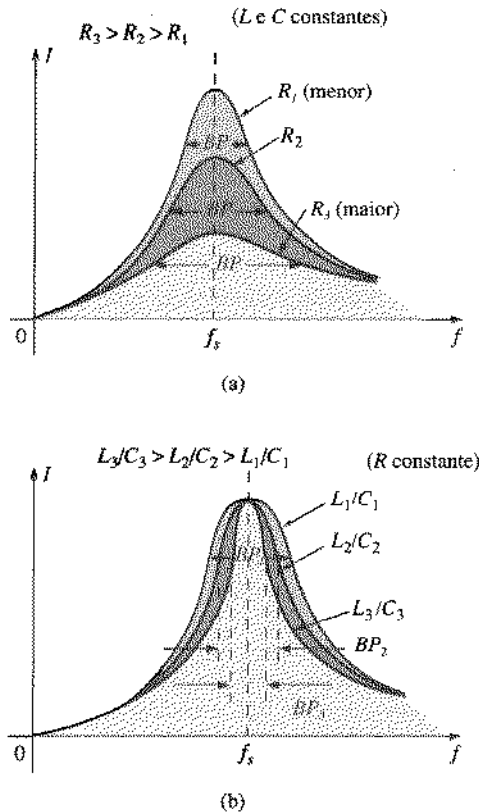 (L e C constantes)
R₃ > R₂ > R₁
I
R₁ (menor)
BP
R₂
BP
R₃ (maior)
BP
0
fₛ
f
(a)
L₃/C₃ > L₂/C₂ > L₁/C₁
(R constante)
I
L₁/C₁
BP
L₂/C₂
L₃/C₃
BP₂
0
fₛ
f
(b)